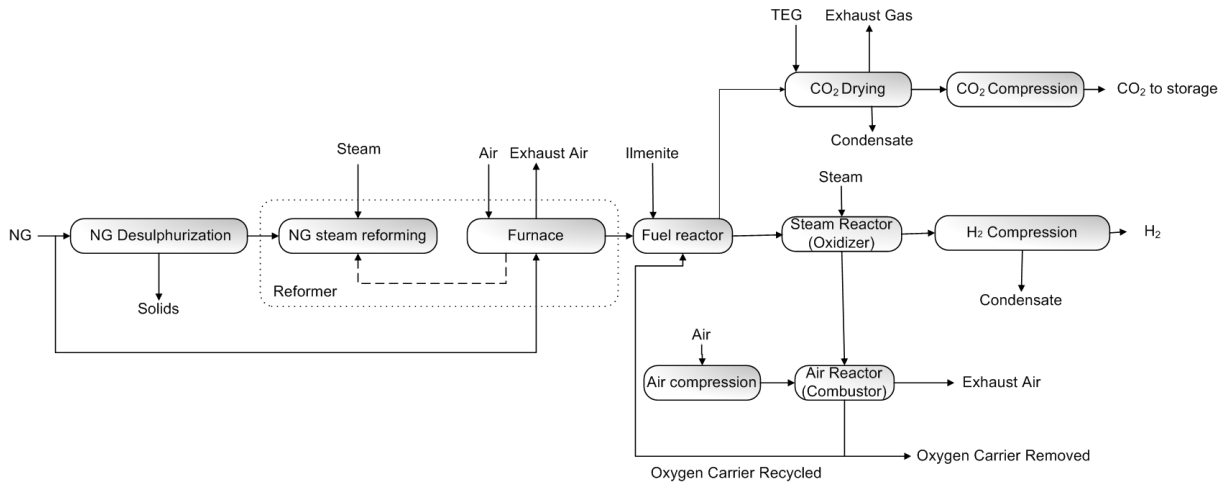 TEG
Exhaust Gas
CO₂ Drying
CO₂ Compression
CO₂ to storage
Condensate
Steam
Air
Exhaust Air
Ilmenite
Steam
NG
NG Desulphurization
NG steam reforming
Furnace
Fuel reactor
Steam Reactor
(Oxidizer)
H₂ Compression
H₂
Reformer
Solids
Condensate
Air
Air compression
Air Reactor
(Combustor)
Exhaust Air
Oxygen Carrier Removed
Oxygen Carrier Recycled